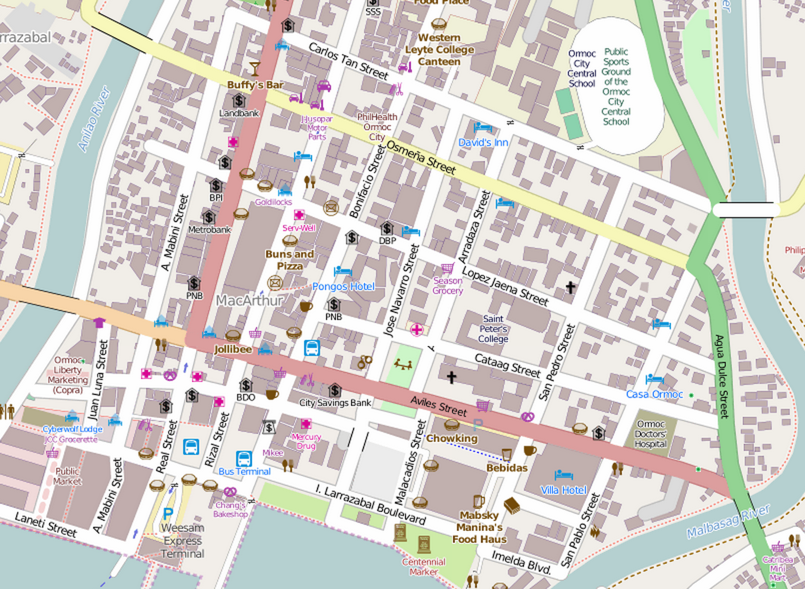 Food Place
SSS
rrazabal
Western
Leyte College
Canteen
Carlos Tan Street
Ormoc
City
Central
School
Public
Sports
Ground
of the
Ormoc
City
Central
School
Buffy's Bar
Landbank
Husopar
Motor
Parts
PhilHealth
Ormoc
City
Anilao River
Osmeña Street
David's Inn
Bonifacio Street
BPI
Goldilocks
A. Mabini Street
Metrobank
Serv-Well
DBP
Arradaza Street
Buns and
Pizza
Philip
Pongos Hotel
Jose Navarro Street
Season
Grocery
Lopez Jaena Street
PNB
MacArthur
PNB
Saint
Peter's
College
Jollibee
Cataag Street
San Pedro Street
Agua Dulce Street
Ormoc
Liberty
Marketing
(Copra)
Juan Luna Street
BDO
City Savings Bank
Aviles Street
Casa Ormoc
Cyberwolf Lodge
JCC Grocerette
Real Street
Rizal Street
Mercury
Drug
Chowking
Ormoc
Doctors'
Hospital
Mikee
Bus Terminal
Malacadios Street
Bebidas
Public
Market
A. Mabini Street
Villa Hotel
I. Larrazabal Boulevard
Chang's
Bakeshop
Mabsky
Manina's
Food Haus
San Pablo Street
Malbasag River
Laneti Street
Weesam
Express
Terminal
Centennial
Marker
Imelda Blvd.
Catribea
Mini
Mart